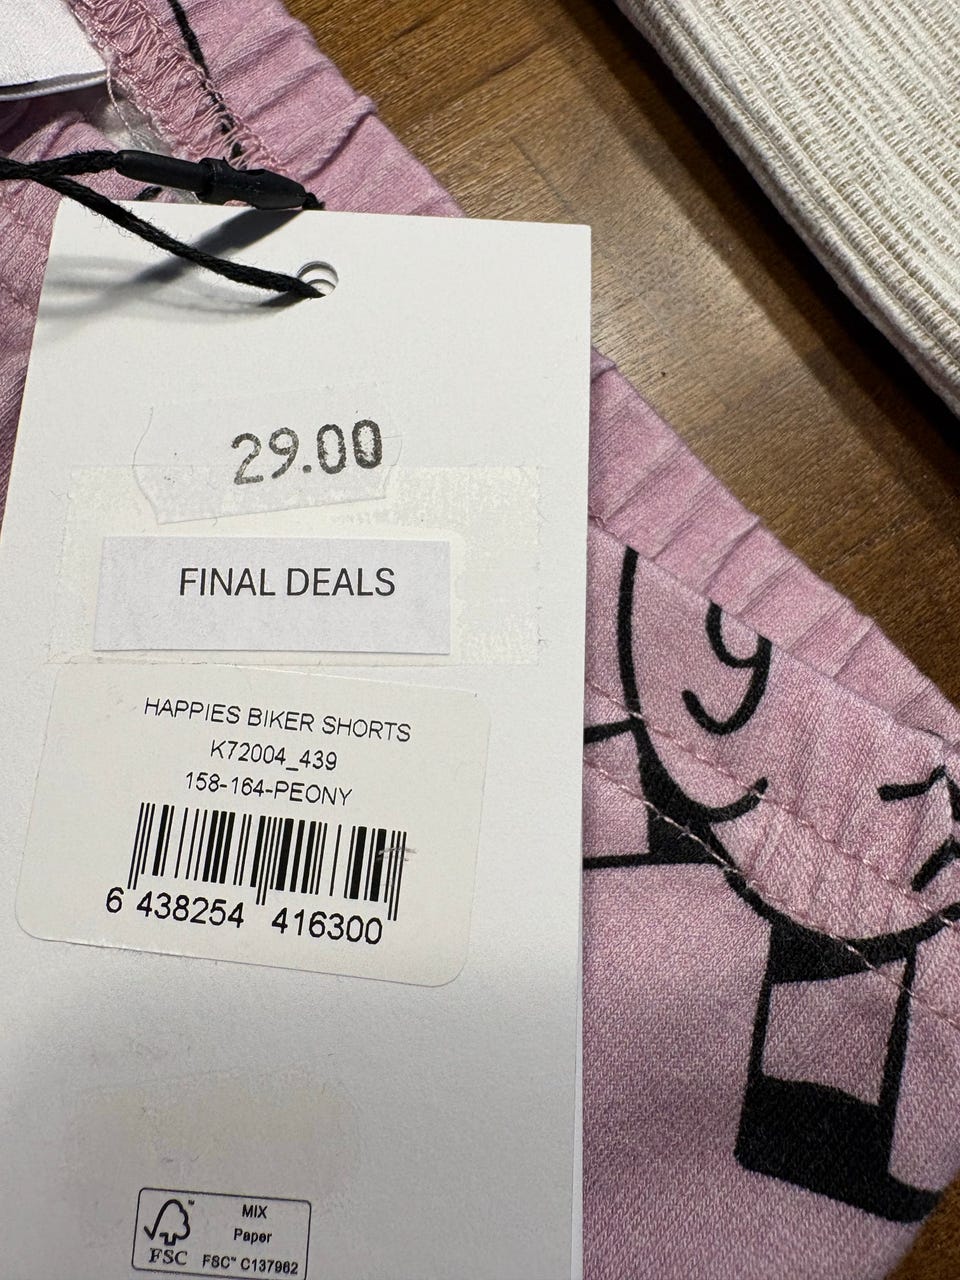 29.00
FINAL DEALS
HAPPIES BIKER SHORTS
K72004_439
158-164-PEONY
6 438254 416300
MIX
Paper
FSC™ C137962
FSC